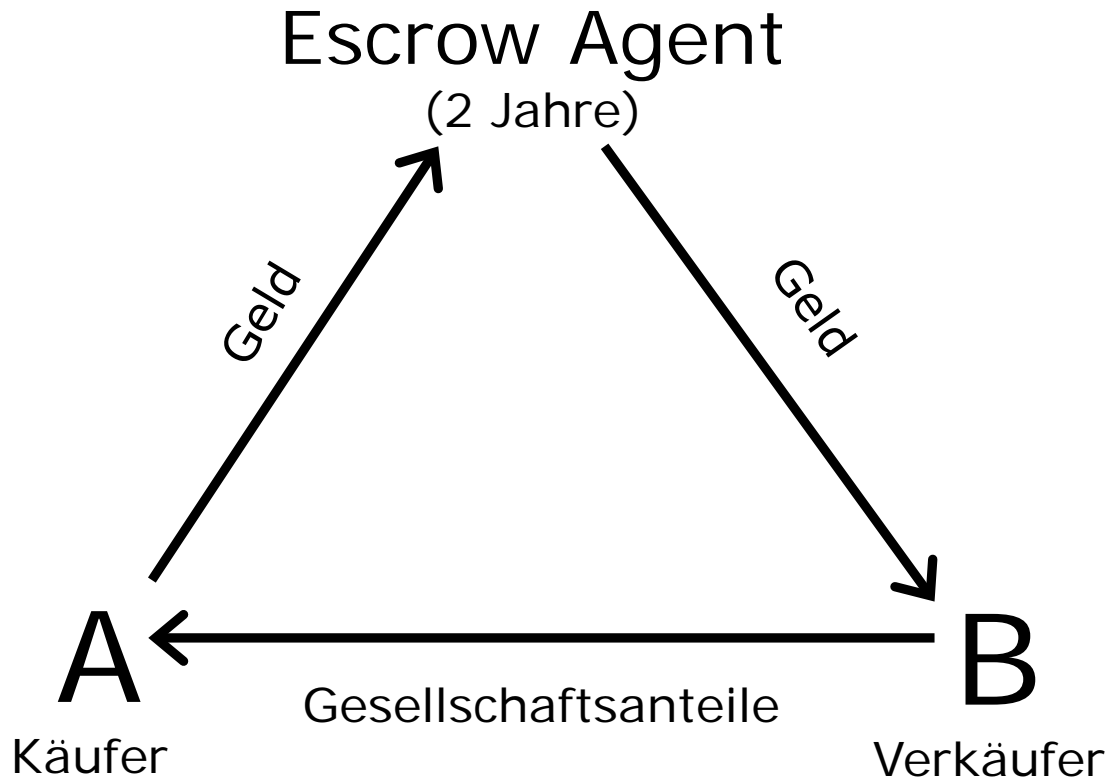 Escrow Agent
(2 Jahre)
Geld
Geld
A
B
Gesellschaftsanteile
Käufer
Verkäufer